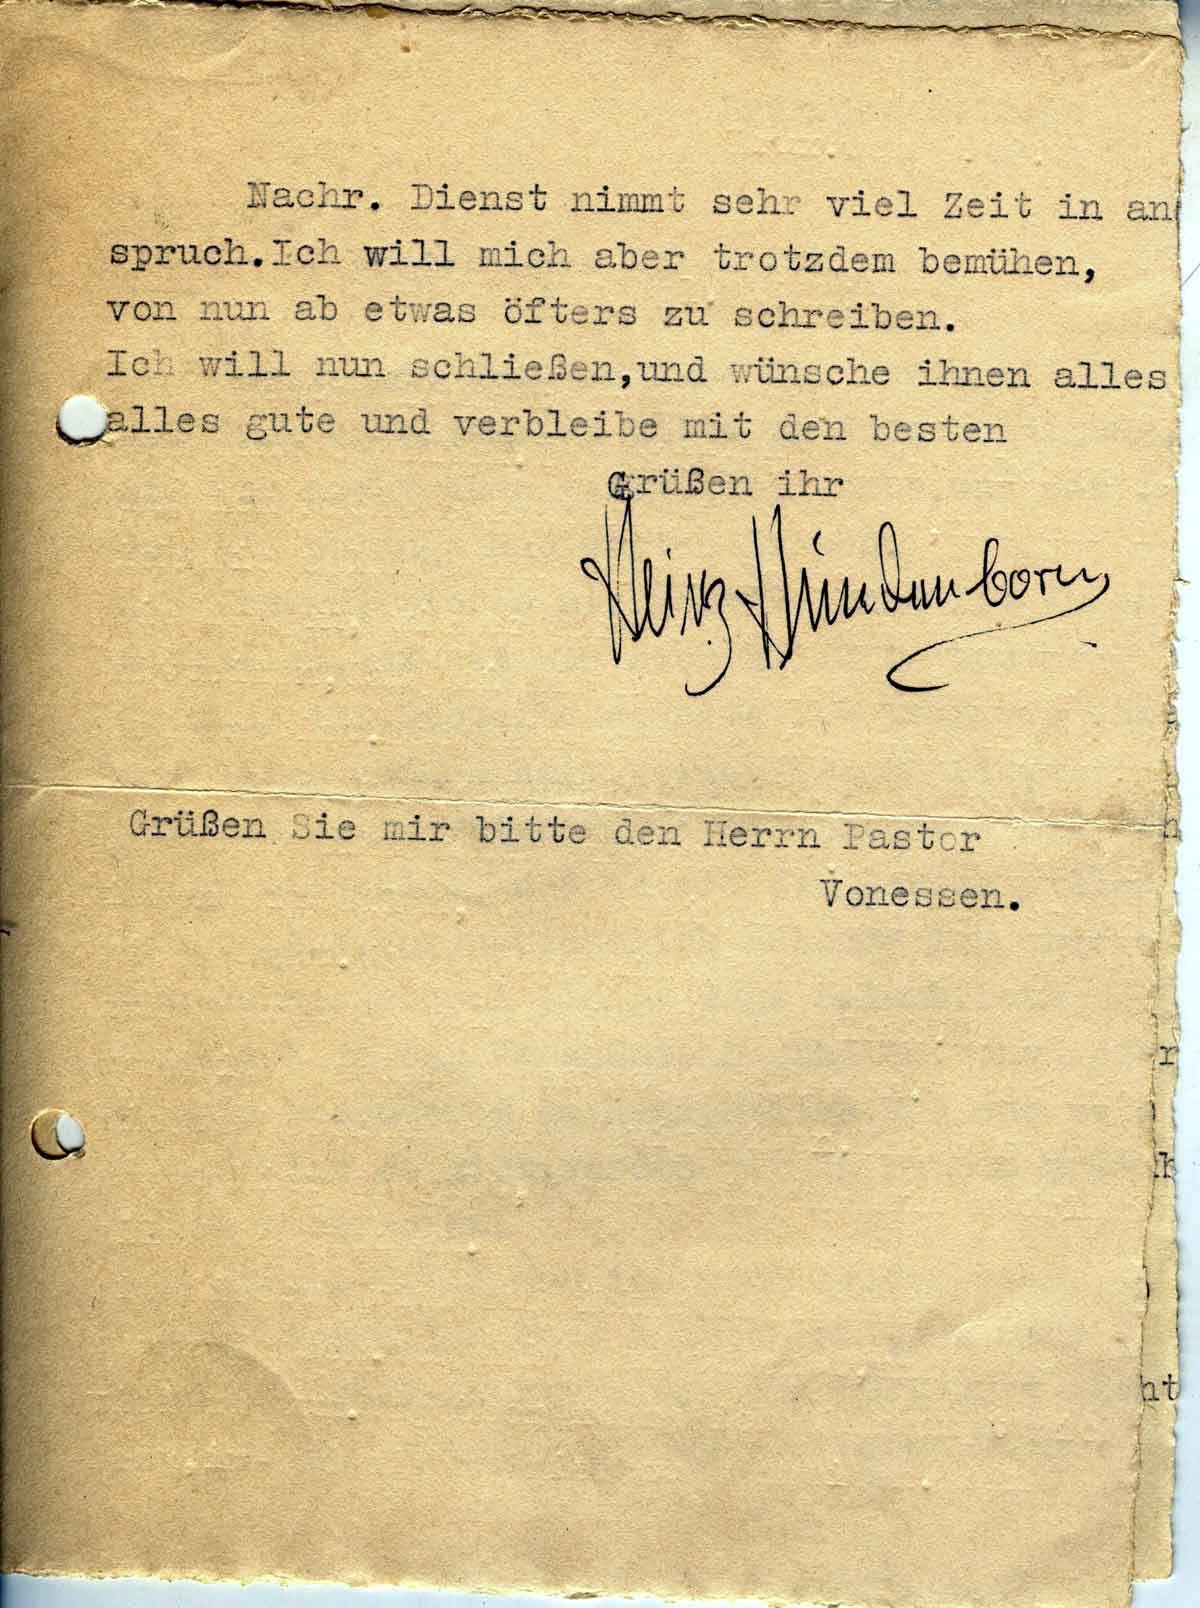 Nachr. Dienst nimmt sehr viel Zeit in an
spruch.Ich will mich aber trotzdem bemühen,
von nun ab etwas öfters zu schreiben.
Ich will nun schließen,und wünsche ihnen alles
alles gute und verbleibe mit den besten
Grüßen ihr
Heinz
Grüßen Sie mir bitte den Herrn Pastor
Vonessen.